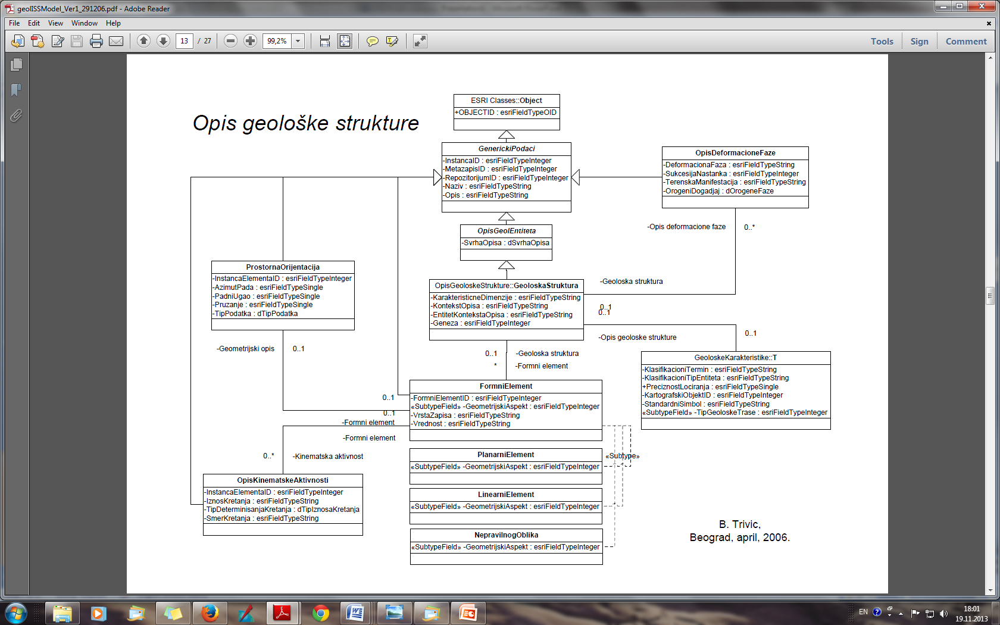 geolISSModel_Ver1_291206.pdf - Adobe Reader
File Edit View Window Help
13 / 27 99,2% Tools Sign Comment
Opis geološke strukture
ESRI Classes::Object
+OBJECTID : esriFieldTypeOID
GenerickiPodaci
-InstancaID : esriFieldTypeInteger
-MetazapisID : esriFieldTypeInteger
-RepozitorijumID : esriFieldTypeInteger
-Naziv : esriFieldTypeString
-Opis : esriFieldTypeString
OpisDeformacioneFaze
-DeformacionaFaza : esriFieldTypeString
-SukcesijaNastanka : esriFieldTypeInteger
-TerenskaManifestacija : esriFieldTypeString
-OrogeniDogadjaj : dOrogeneFaze
-Opis deformacione faze 0..*
OpisGeolEntiteta
-SvrhaOpisa : dSvrhaOpisa
ProstornaOrijentacija
-InstancaElementaID : esriFieldTypeInteger
-AzimutPada : esriFieldTypeSingle
-PadniUgao : esriFieldTypeSingle
-Pruzanje : esriFieldTypeSingle
-TipPodatka : dTipPodatka
OpisGeoloskeStrukture::GeoloskaStruktura
-KarakteristicneDimenzije : esriFieldTypeString
-KontekstOpisa : esriFieldTypeString
-EntitetKontekstaOpisa : esriFieldTypeString
-Geneza : esriFieldTypeInteger
-Geoloska struktura
0..1
0..1
-Opis geoloske strukture 0..1
-Geometrijski opis 0..1
0..1 -Geoloska struktura
* -Formni element
GeoloskeKarakteristike::T
-KlasifikacioniTermin : esriFieldTypeString
-KlasifikacioniTipEntiteta : esriFieldTypeString
+PreciznostLociranja : esriFieldTypeSingle
-KartografskiObjektID : esriFieldTypeInteger
-StandardniSimbol : esriFieldTypeString
«SubtypeField» -TipGeoloskeTrase : esriFieldTypeInteger
FormniElement
-FormniElementID : esriFieldTypeInteger
«SubtypeField» -GeometrijskiAspekt : esriFieldTypeInteger
-VrstaZapisa : esriFieldTypeString
-Vrednost : esriFieldTypeString
0..1
0..1
-Formni element
-Formni element
0..* -Kinematska aktivnost
«Subtype»
PlanarniElement
«SubtypeField» -GeometrijskiAspekt : esriFieldTypeInteger
OpisKinematskeAktivnosti
-InstancaElementaID : esriFieldTypeInteger
-IznosKretanja : esriFieldTypeString
-TipDeterminisanjaKretanja : dTipIznosaKretanja
-SmerKretanja : esriFieldTypeString
LinearniElement
«SubtypeField» -GeometrijskiAspekt : esriFieldTypeInteger
NepravilnogOblika
«SubtypeField» -GeometrijskiAspekt : esriFieldTypeInteger
B. Trivic,
Beograd, april, 2006.
EN
18:01
19.11.2013